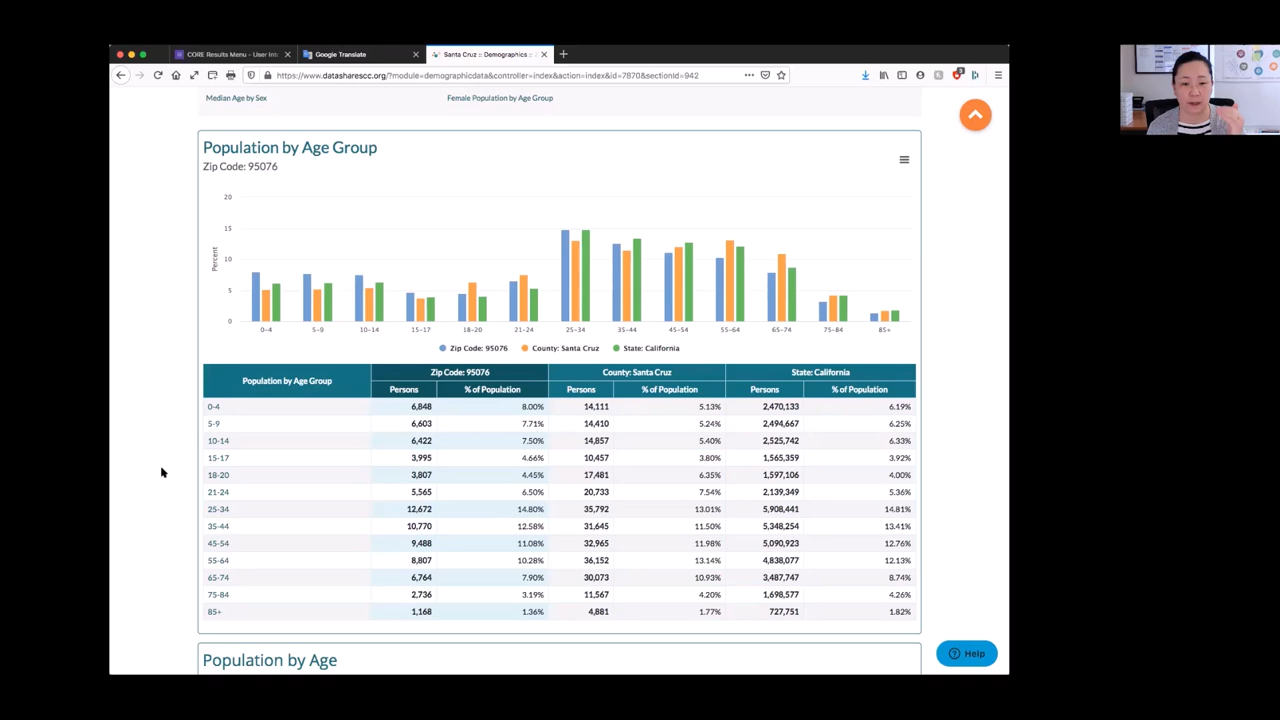 CORE Results Menu - User Int
Google Translate
Santa Cruz :: Demographics ::
https://www.datasharescc.org/?module=demographicdata&controller=index&action=index&id=7870&sectionId=942
Median Age by Sex
Female Population by Age Group
Population by Age Group
Zip Code: 95076
20
15
10
5
0
Percent
0-4 5-9 10-14 15-17 18-20 21-24 25-34 35-44 45-54 55-64 65-74 75-84 85+
Zip Code: 95076 County: Santa Cruz State: California
Population by Age Group Zip Code: 95076 County: Santa Cruz State: California
Persons % of Population Persons % of Population Persons % of Population
0-4 6,848 8.00% 14,111 5.13% 2,470,133 6.19%
5-9 6,603 7.71% 14,410 5.24% 2,494,667 6.25%
10-14 6,422 7.50% 14,857 5.40% 2,525,742 6.33%
15-17 3,995 4.66% 10,457 3.80% 1,565,359 3.92%
18-20 3,807 4.45% 17,481 6.35% 1,597,106 4.00%
21-24 5,565 6.50% 20,733 7.54% 2,139,349 5.36%
25-34 12,672 14.80% 35,792 13.01% 5,908,441 14.81%
35-44 10,770 12.58% 31,645 11.50% 5,348,254 13.41%
45-54 9,488 11.08% 32,965 11.98% 5,090,923 12.76%
55-64 8,807 10.28% 36,152 13.14% 4,838,077 12.13%
65-74 6,764 7.90% 30,073 10.93% 3,487,747 8.74%
75-84 2,736 3.19% 11,567 4.20% 1,698,577 4.26%
85+ 1,168 1.36% 4,881 1.77% 727,751 1.82%
Population by Age
Help